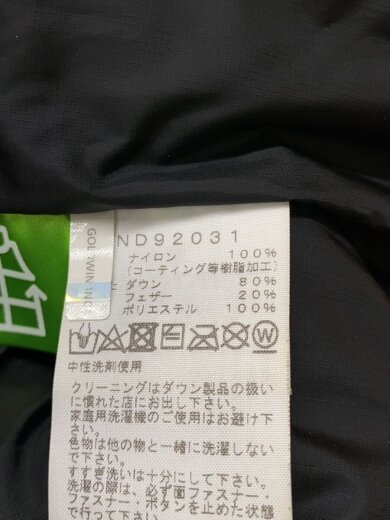 GOLDWIN INC.
ND92031
ナイロン 100%
(コーティング等樹脂加工)
ダウン 80%
フェザー 20%
ポリエステル 100%
中性洗剤使用
クリーニングはダウン製品の扱い
に慣れた店にお出し下さい。
家庭用洗濯機のご使用はお避け下
さい。
色物は他の物と一緒に洗濯しない
で下さい。
すすぎ洗いは十分にして下さい。
洗濯の際は、必ず面ファスナー・
ファスナー・ボタンを止めた状態
で行って下さい。